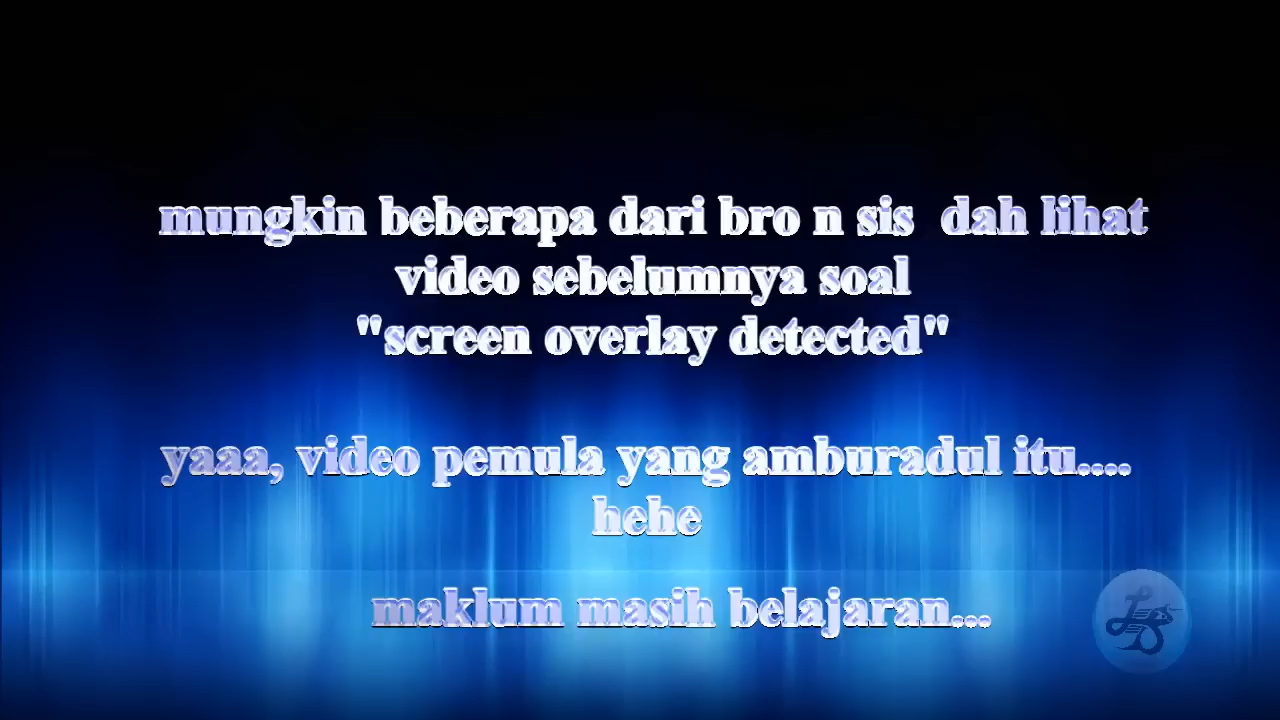 mungkin beberapa dari bro n sis dah lihat
video sebelumnya soal
"screen overlay detected"
yaaa, video pemula yang amburadul itu....
hehe
maklum masih belajaran...